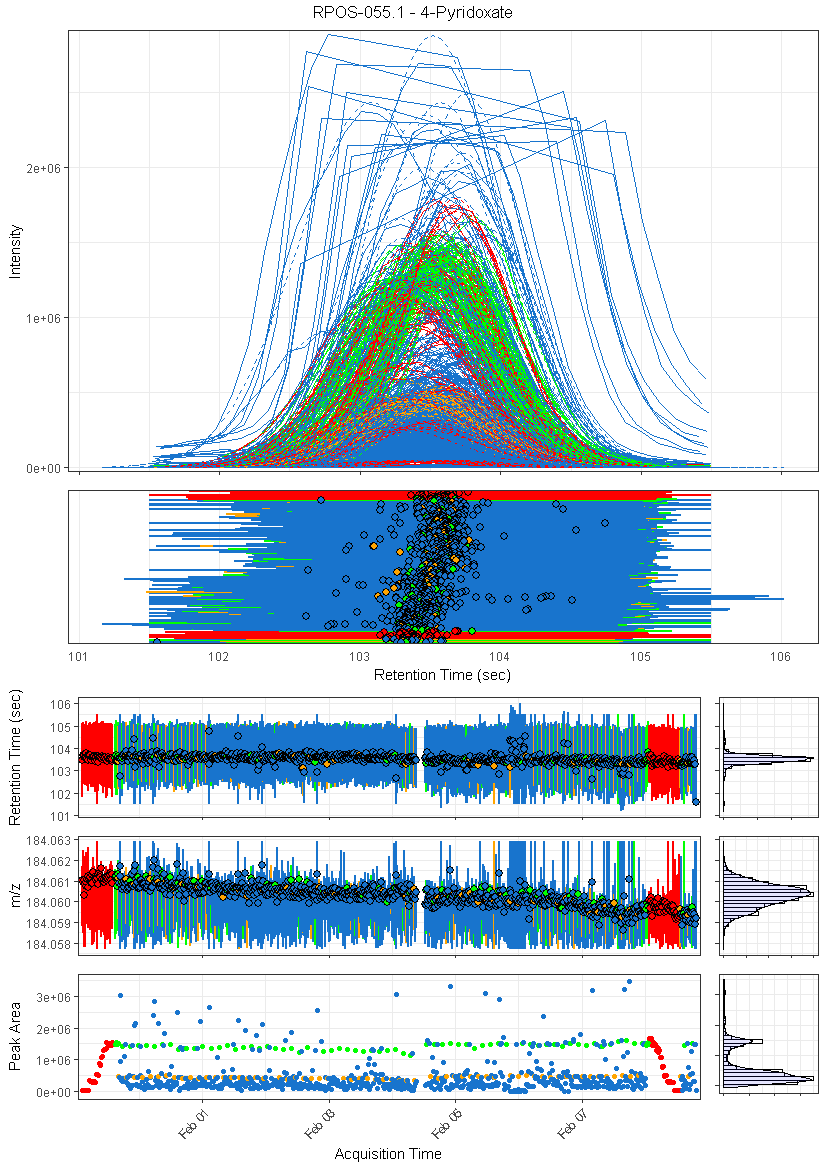 RPOS-055.1 - 4-Pyridoxate
2e+06
1e+06
0e+00
Intensity
101
102
103
104
105
106
Retention Time (sec)
106
105
104
103
102
101
Retention Time (sec)
184.063
184.062
184.061
184.060
184.059
184.058
m/z
3e+06
2e+06
1e+06
0e+00
Peak Area
Feb 01
Feb 03
Feb 05
Feb 07
Acquisition Time